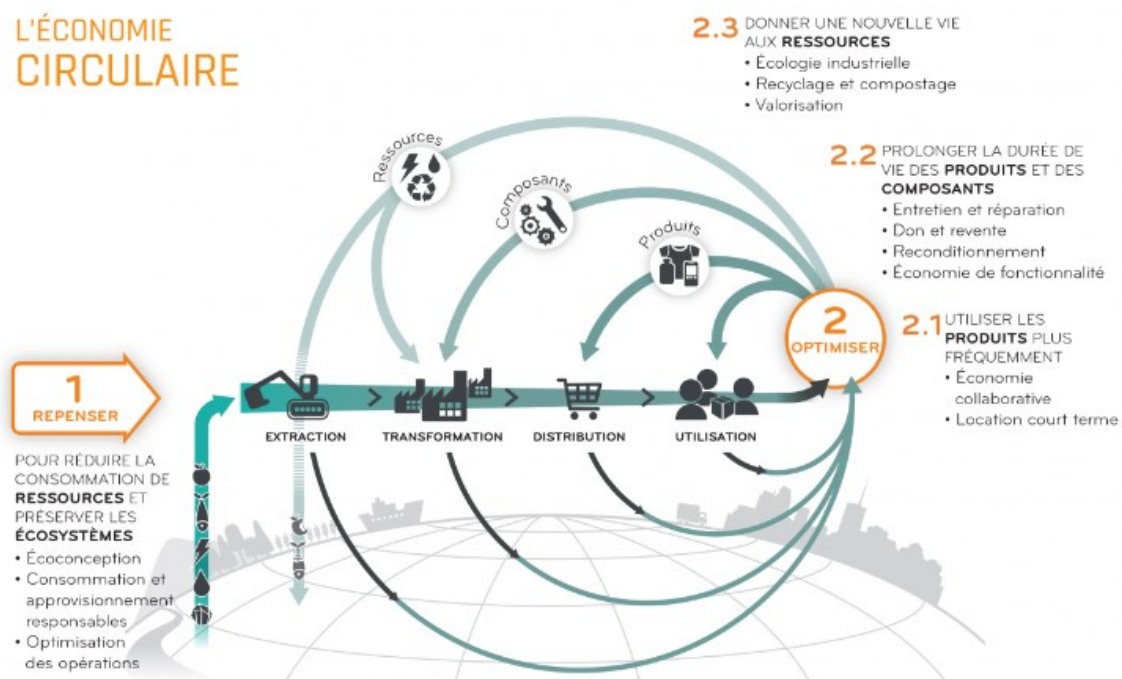 L'ÉCONOMIE
CIRCULAIRE
2.3 DONNER UNE NOUVELLE VIE
AUX RESSOURCES
• Écologie industrielle
• Recyclage et compostage
• Valorisation
2.2 PROLONGER LA DURÉE DE
VIE DES PRODUITS ET DES
COMPOSANTS
• Entretien et réparation
• Don et revente
• Reconditionnement
• Économie de fonctionnalité
2.1 UTILISER LES
PRODUITS PLUS
FRÉQUEMMENT
• Économie
collaborative
• Location court terme
Ressources
Composants
Produits
2
OPTIMISER
1
REPENSER
EXTRACTION
TRANSFORMATION
DISTRIBUTION
UTILISATION
POUR RÉDUIRE LA
CONSOMMATION DE
RESSOURCES ET
PRÉSERVER LES
ÉCOSYSTÈMES
• Écoconception
• Consommation et
approvisionnement
responsables
• Optimisation
des opérations